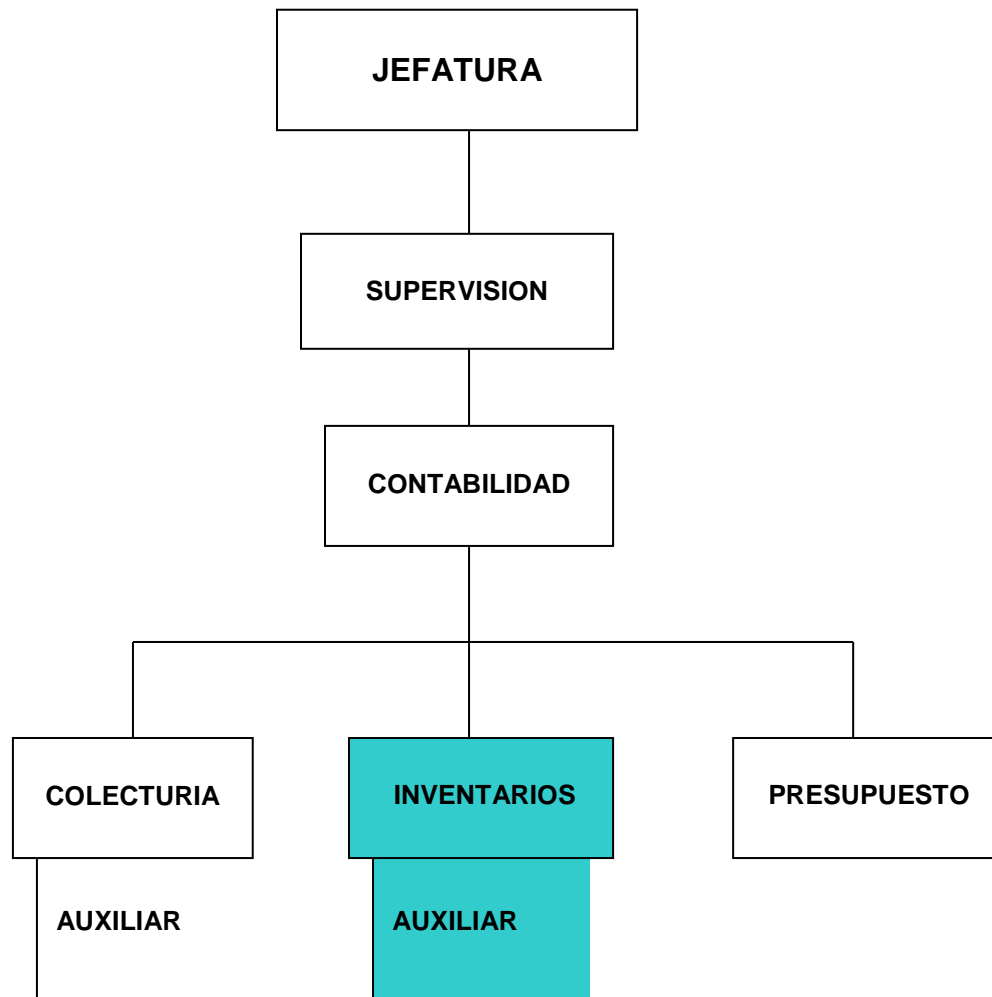 JEFATURA
SUPERVISION
CONTABILIDAD
COLECTURIA
INVENTARIOS
PRESUPUESTO
AUXILIAR
AUXILIAR